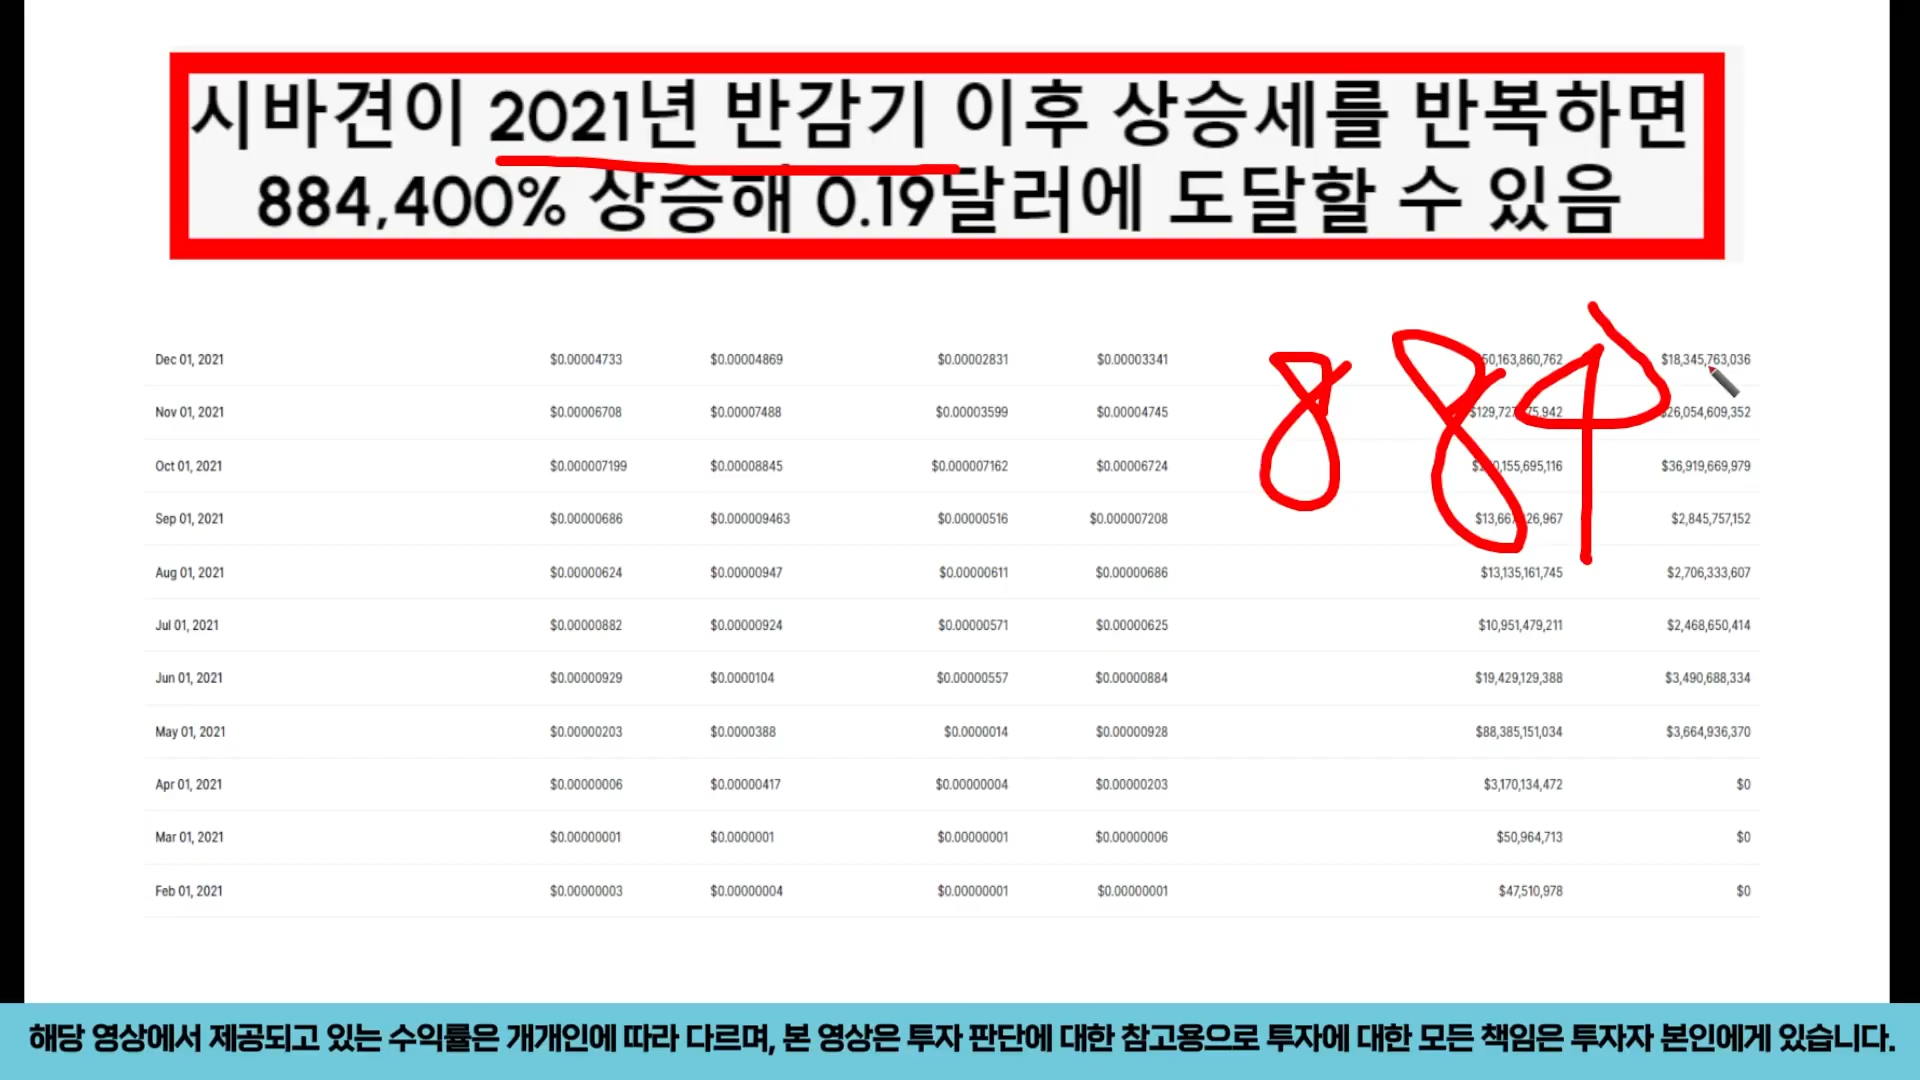 시바견이 2021년 반감기 이후 상승세를 반복하면
884,400% 상승해 0.19달러에 도달할 수 있음
884
Dec 01, 2021 $0.00004733 $0.00004869 $0.00002831 $0.00003341 50,163,860,762 $18,345,763,036
Nov 01, 2021 $0.00006708 $0.00007488 $0.00003599 $0.00004745 $26,054,609,352
Oct 01, 2021 $0.000007199 $0.00008845 $0.000007162 $0.00006724 $36,919,669,979
Sep 01, 2021 $0.00000686 $0.000009463 $0.00000516 $0.000007208 $2,845,757,152
Aug 01, 2021 $0.00000624 $0.00000947 $0.00000611 $0.00000686 $13,135,161,745 $2,706,333,607
Jul 01, 2021 $0.00000882 $0.00000924 $0.00000571 $0.00000625 $10,951,479,211 $2,468,650,414
Jun 01, 2021 $0.00000929 $0.0000104 $0.00000557 $0.00000884 $19,429,129,388 $3,490,688,334
May 01, 2021 $0.00000203 $0.0000388 $0.0000014 $0.00000928 $88,385,151,034 $3,664,936,370
Apr 01, 2021 $0.00000006 $0.00000417 $0.00000004 $0.00000203 $3,170,134,472 $0
Mar 01, 2021 $0.00000001 $0.0000001 $0.00000001 $0.00000006 $50,964,713 $0
Feb 01, 2021 $0.00000003 $0.00000004 $0.00000001 $0.00000001 $47,510,978 $0
해당 영상에서 제공되고 있는 수익률은 개개인에 따라 다르며, 본 영상은 투자 판단에 대한 참고용으로 투자에 대한 모든 책임은 투자자 본인에게 있습니다.